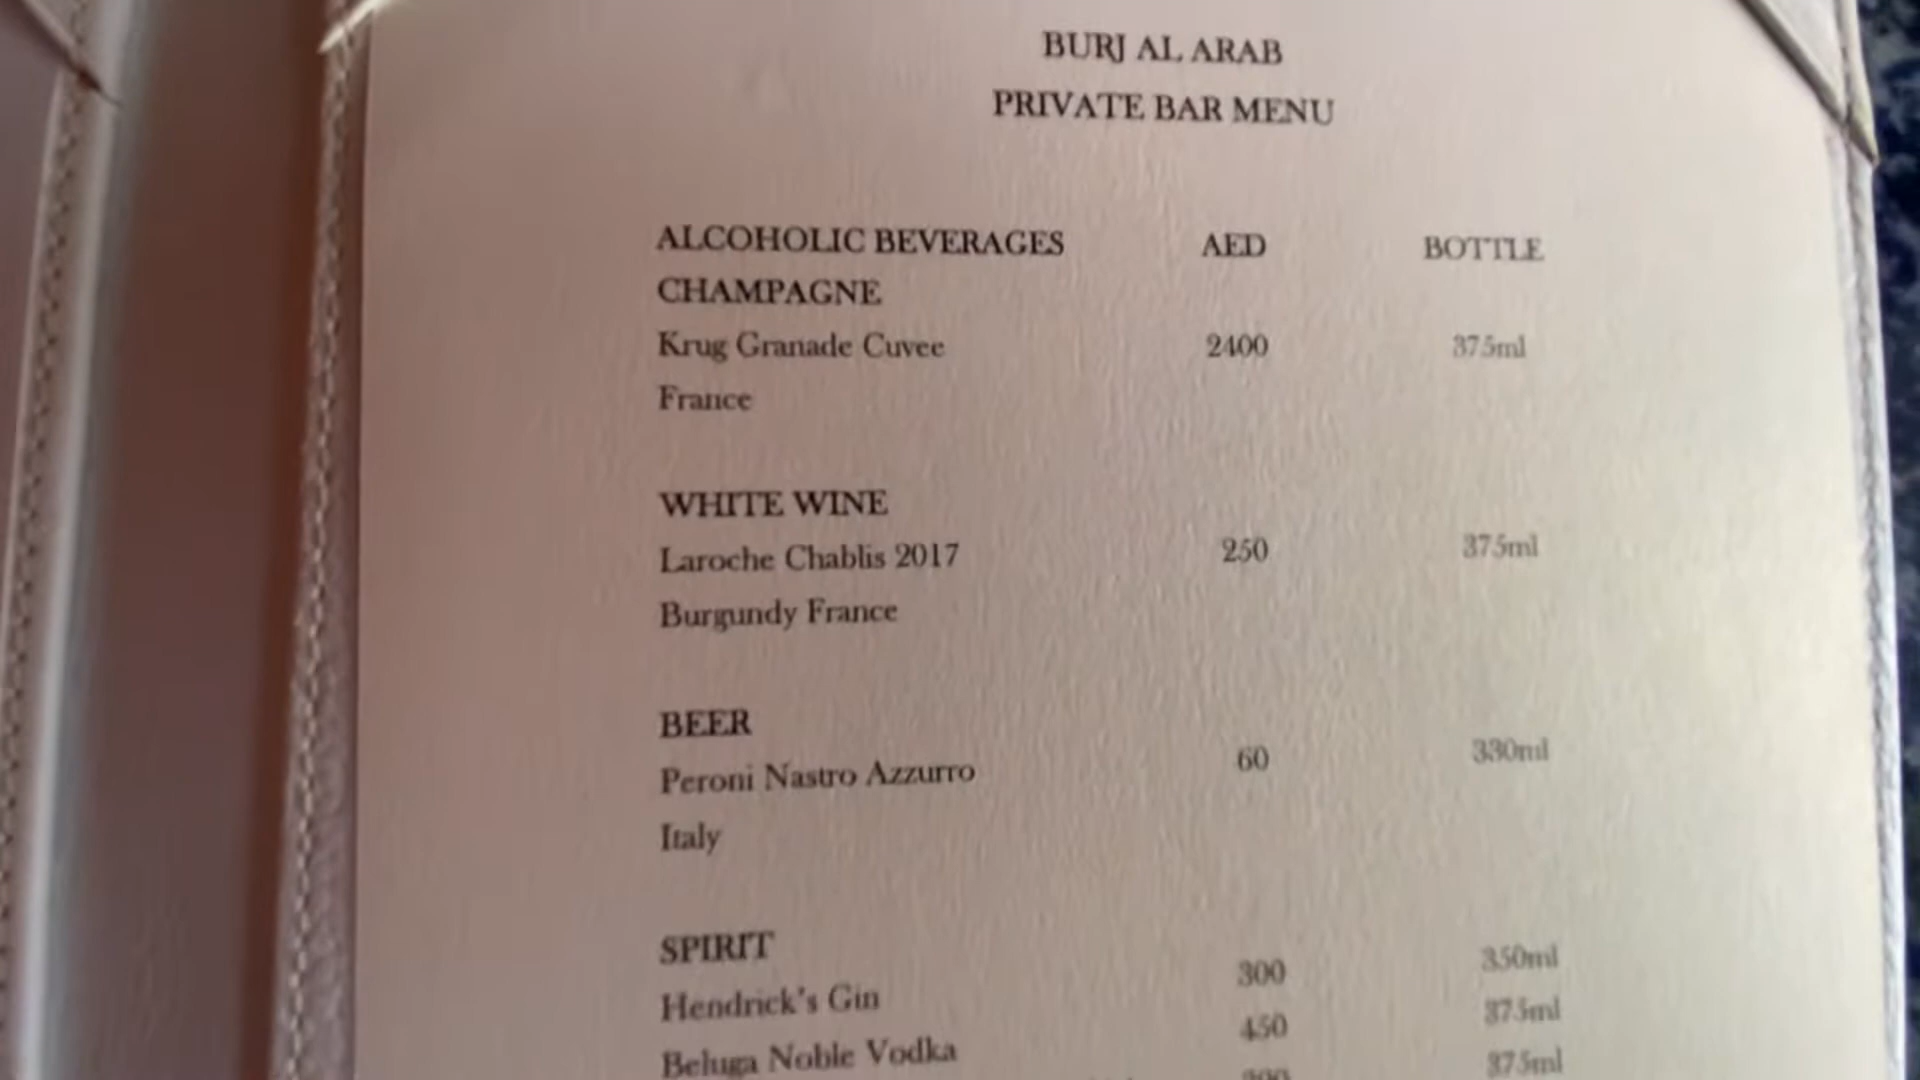 BURJ AL ARAB
PRIVATE BAR MENU
ALCOHOLIC BEVERAGES AED BOTTLE
CHAMPAGNE
Krug Granade Cuvee 2400 375ml
France
WHITE WINE
Laroche Chablis 2017 250 375ml
Burgundy France
BEER
Peroni Nastro Azzurro 60 330ml
Italy
SPIRIT
Hendrick's Gin 300 350ml
Beluga Noble Vodka 450 375ml
375ml